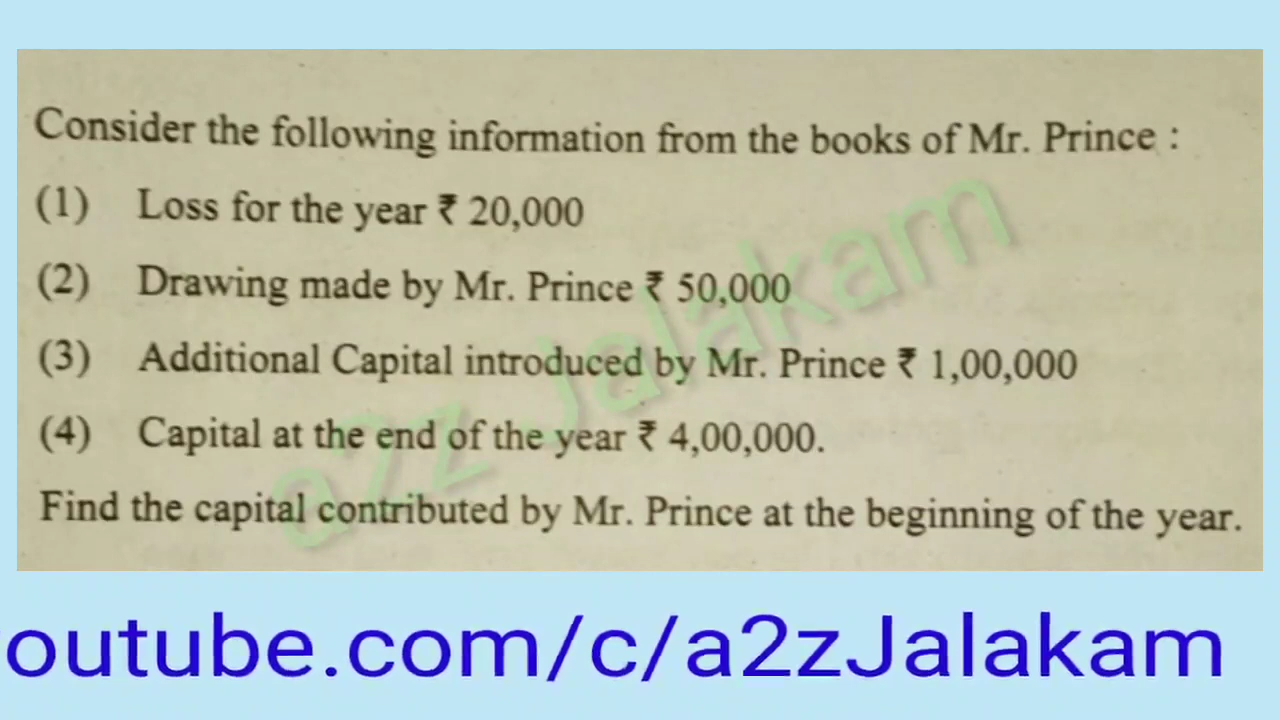 Consider the following information from the books of Mr. Prince :
(1) Loss for the year ₹ 20,000
(2) Drawing made by Mr. Prince ₹ 50,000
(3) Additional Capital introduced by Mr. Prince ₹ 1,00,000
(4) Capital at the end of the year ₹ 4,00,000.
Find the capital contributed by Mr. Prince at the beginning of the year.
a2z Jalakam
outube.com/c/a2zJalakam